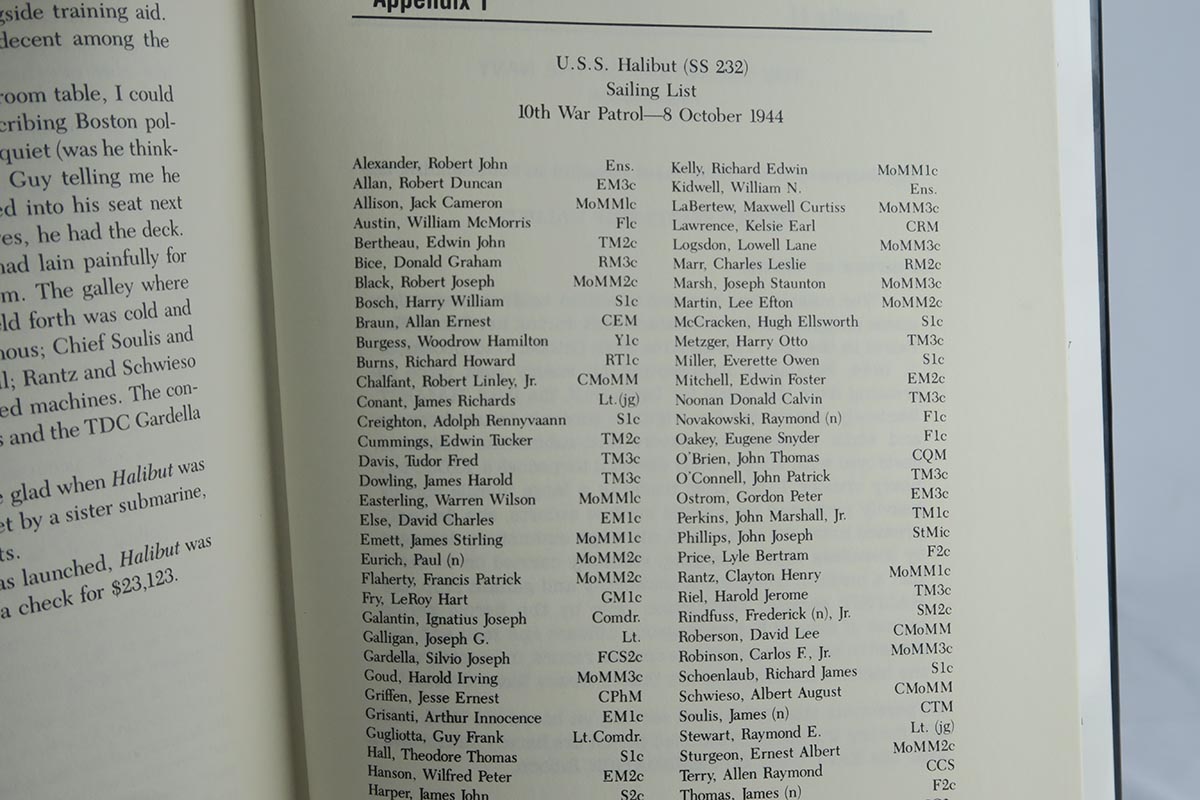 gside training aid.
decent among the
room table, I could
cribing Boston pol-
quiet (was he think-
Guy telling me he
ed into his seat next
res, he had the deck.
had lain painfully for
m. The galley where
eld forth was cold and
nous; Chief Soulis and
ll; Rantz and Schwieso
ed machines. The con-
s and the TDC Gardella
e glad when Halibut was
et by a sister submarine,
ts.
as launched, Halibut was
a check for $23,123.
Appendix 1
U.S.S. Halibut (SS 232)
Sailing List
10th War Patrol—8 October 1944
Alexander, Robert John Ens.
Allan, Robert Duncan EM3c
Allison, Jack Cameron MoMM1c
Austin, William McMorris F1c
Bertheau, Edwin John TM2c
Bice, Donald Graham RM3c
Black, Robert Joseph MoMM2c
Bosch, Harry William S1c
Braun, Allan Ernest CEM
Burgess, Woodrow Hamilton Y1c
Burns, Richard Howard RT1c
Chalfant, Robert Linley, Jr. CMoMM
Conant, James Richards Lt.(jg)
Creighton, Adolph Rennyvaann S1c
Cummings, Edwin Tucker TM2c
Davis, Tudor Fred TM3c
Dowling, James Harold TM3c
Easterling, Warren Wilson MoMM1c
Else, David Charles EM1c
Emett, James Stirling MoMM1c
Eurich, Paul (n) MoMM2c
Flaherty, Francis Patrick MoMM2c
Fry, LeRoy Hart GM1c
Galantin, Ignatius Joseph Comdr.
Galligan, Joseph G. Lt.
Gardella, Silvio Joseph FCS2c
Goud, Harold Irving MoMM3c
Griffen, Jesse Ernest CPhM
Grisanti, Arthur Innocence EM1c
Gugliotta, Guy Frank Lt.Comdr.
Hall, Theodore Thomas S1c
Hanson, Wilfred Peter EM2c
Harper, James John S2c
Kelly, Richard Edwin MoMM1c
Kidwell, William N. Ens.
LaBertew, Maxwell Curtiss MoMM3c
Lawrence, Kelsie Earl CRM
Logsdon, Lowell Lane MoMM3c
Marr, Charles Leslie RM2c
Marsh, Joseph Staunton MoMM3c
Martin, Lee Efton MoMM2c
McCracken, Hugh Ellsworth S1c
Metzger, Harry Otto TM3c
Miller, Everette Owen S1c
Mitchell, Edwin Foster EM2c
Noonan Donald Calvin TM3c
Novakowski, Raymond (n) F1c
Oakey, Eugene Snyder F1c
O'Brien, John Thomas CQM
O'Connell, John Patrick TM3c
Ostrom, Gordon Peter EM3c
Perkins, John Marshall, Jr. TM1c
Phillips, John Joseph StMic
Price, Lyle Bertram F2c
Rantz, Clayton Henry MoMM1c
Riel, Harold Jerome TM3c
Rindfuss, Frederick (n), Jr. SM2c
Roberson, David Lee CMoMM
Robinson, Carlos F., Jr. MoMM3c
Schoenlaub, Richard James S1c
Schwieso, Albert August CMoMM
Soulis, James (n) CTM
Stewart, Raymond E. Lt. (jg)
Sturgeon, Ernest Albert MoMM2c
Terry, Allen Raymond CCS
Thomas, James (n) F2c